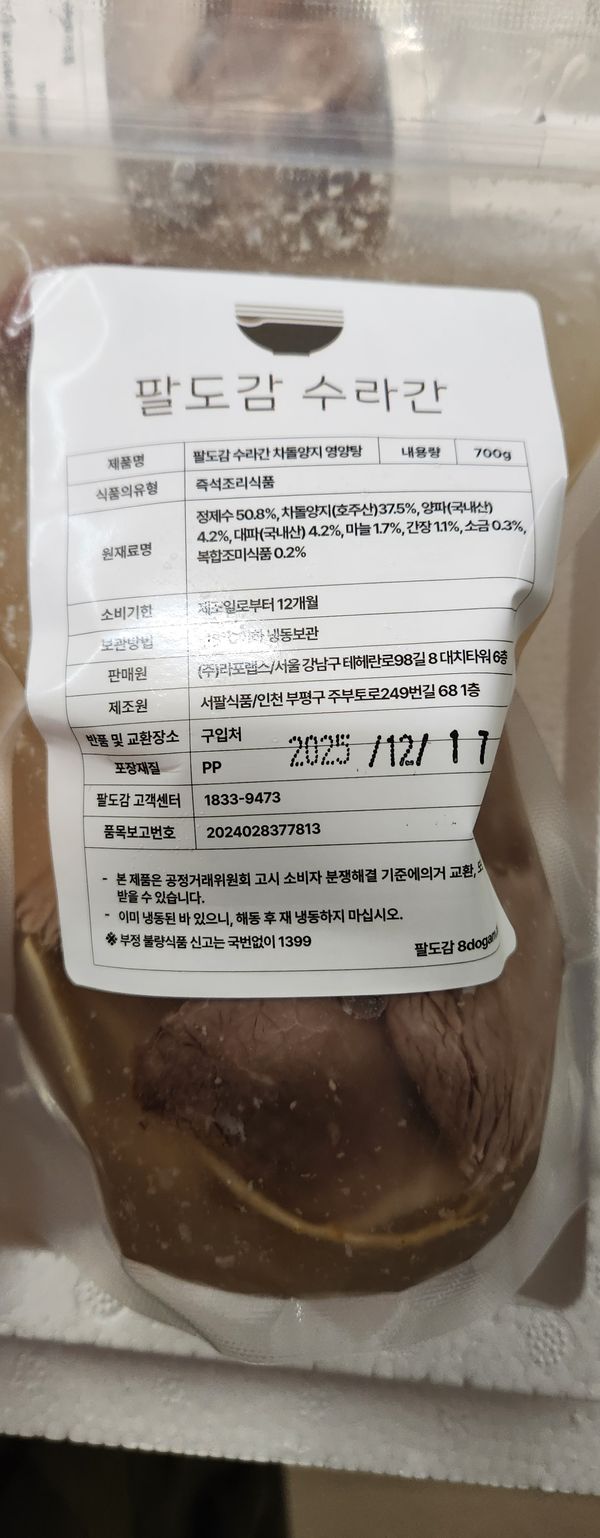 팔도감 수라간
제품명 팔도감 수라간 차돌양지 영양탕 내용량 700g
식품의유형 즉석조리식품
원재료명 정제수 50.8%, 차돌양지(호주산)37.5%, 양파(국내산)
4.2%, 대파(국내산) 4.2%, 마늘 1.7%, 간장 1.1%, 소금 0.3%,
복합조미식품 0.2%
소비기한 제조일로부터 12개월
보관방법 이하 냉동보관
판매원 (주)라포랩스/서울 강남구 테헤란로98길 8 대치타워 6층
제조원 서팔식품/인천 부평구 주부토로249번길 68 1층
반품 및 교환장소 구입처
2025 /12/ 17
포장재질 PP
팔도감 고객센터 1833-9473
품목보고번호 2024028377813
- 본 제품은 공정거래위원회 고시 소비자 분쟁해결 기준에의거 교환,
받을 수 있습니다.
- 이미 냉동된 바 있으니, 해동 후 재 냉동하지 마십시오.
※ 부정 불량식품 신고는 국번없이 1399
팔도감 8dogam